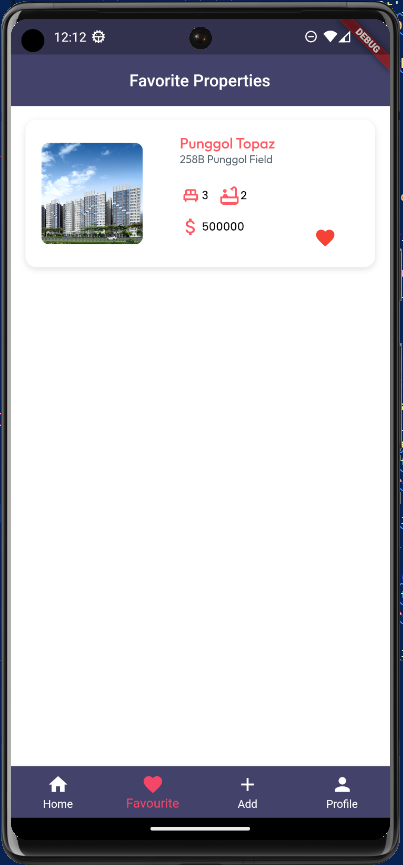 12:12
DEBUG
Favorite Properties
Punggol Topaz
258B Punggol Field
3 2
$ 500000
Home Favourite Add Profile